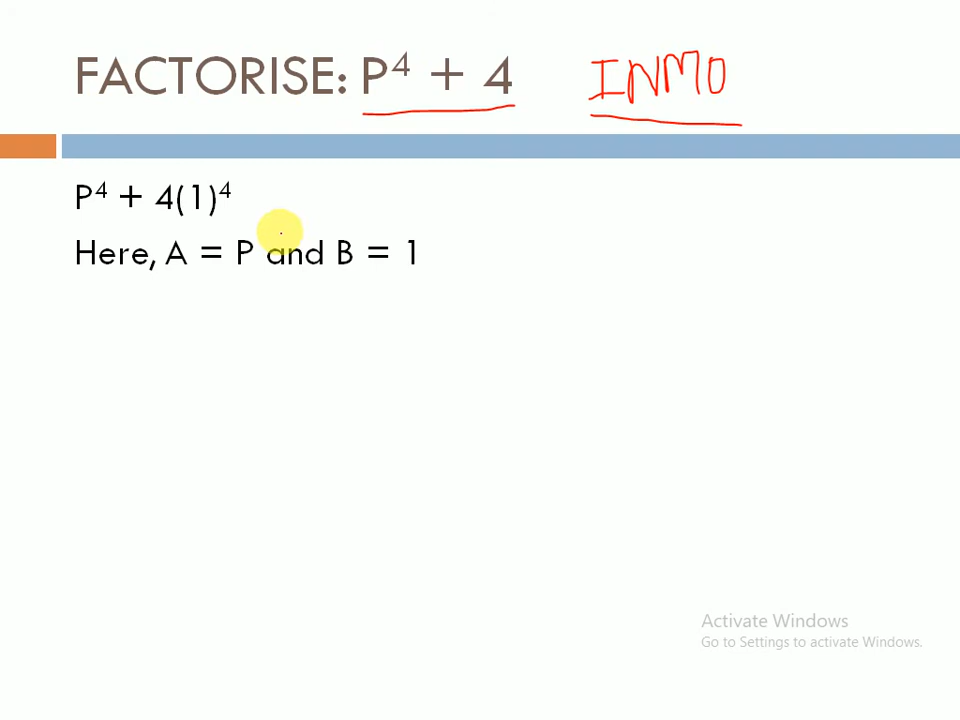 FACTORISE: P⁴ + 4 INMO
P⁴ + 4(1)⁴
Here, A = P and B = 1
Activate Windows
Go to Settings to activate Windows.